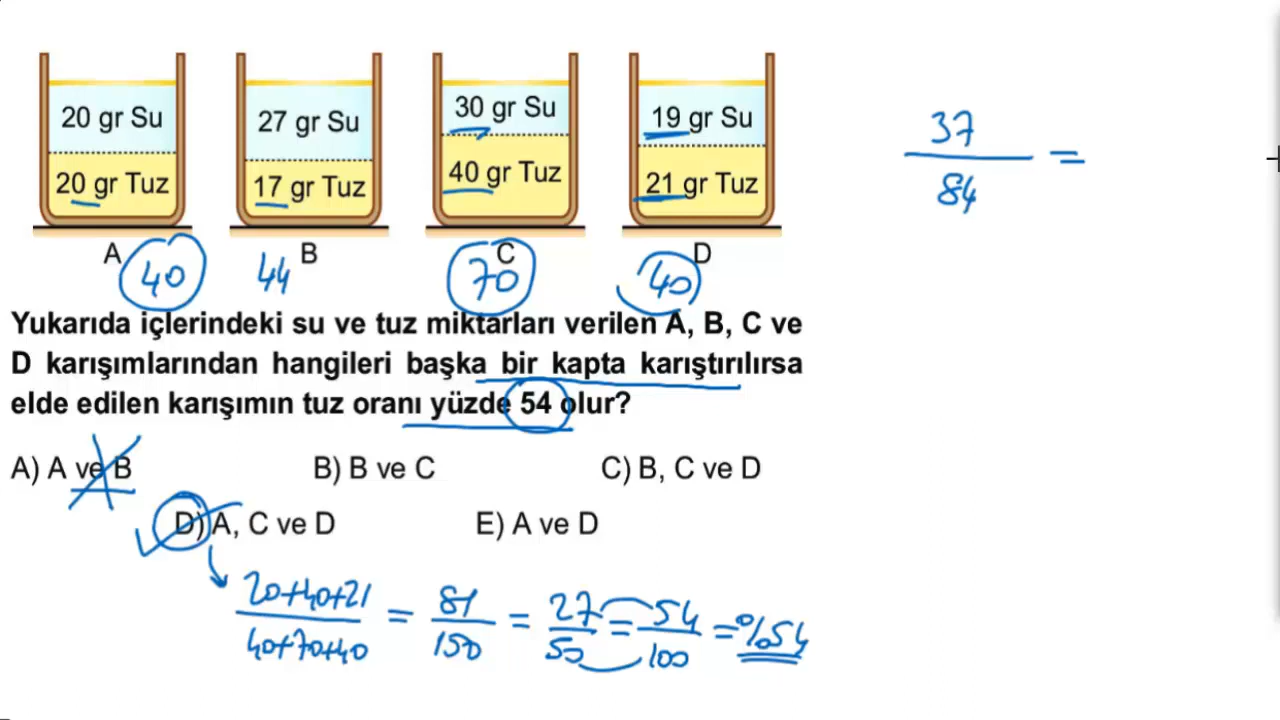 20 gr Su 27 gr Su 30 gr Su 19 gr Su
20 gr Tuz 17 gr Tuz 40 gr Tuz 21 gr Tuz
A B C D
40 44 70 40
37
84
=
Yukarıda içlerindeki su ve tuz miktarları verilen A, B, C ve
D karışımlarından hangileri başka bir kapta karıştırılırsa
elde edilen karışımın tuz oranı yüzde 54 olur?
A) A ve B B) B ve C C) B, C ve D
D) A, C ve D E) A ve D
20+40+21 = 81 = 27 = 54 = %54
40+70+40 150 50 100